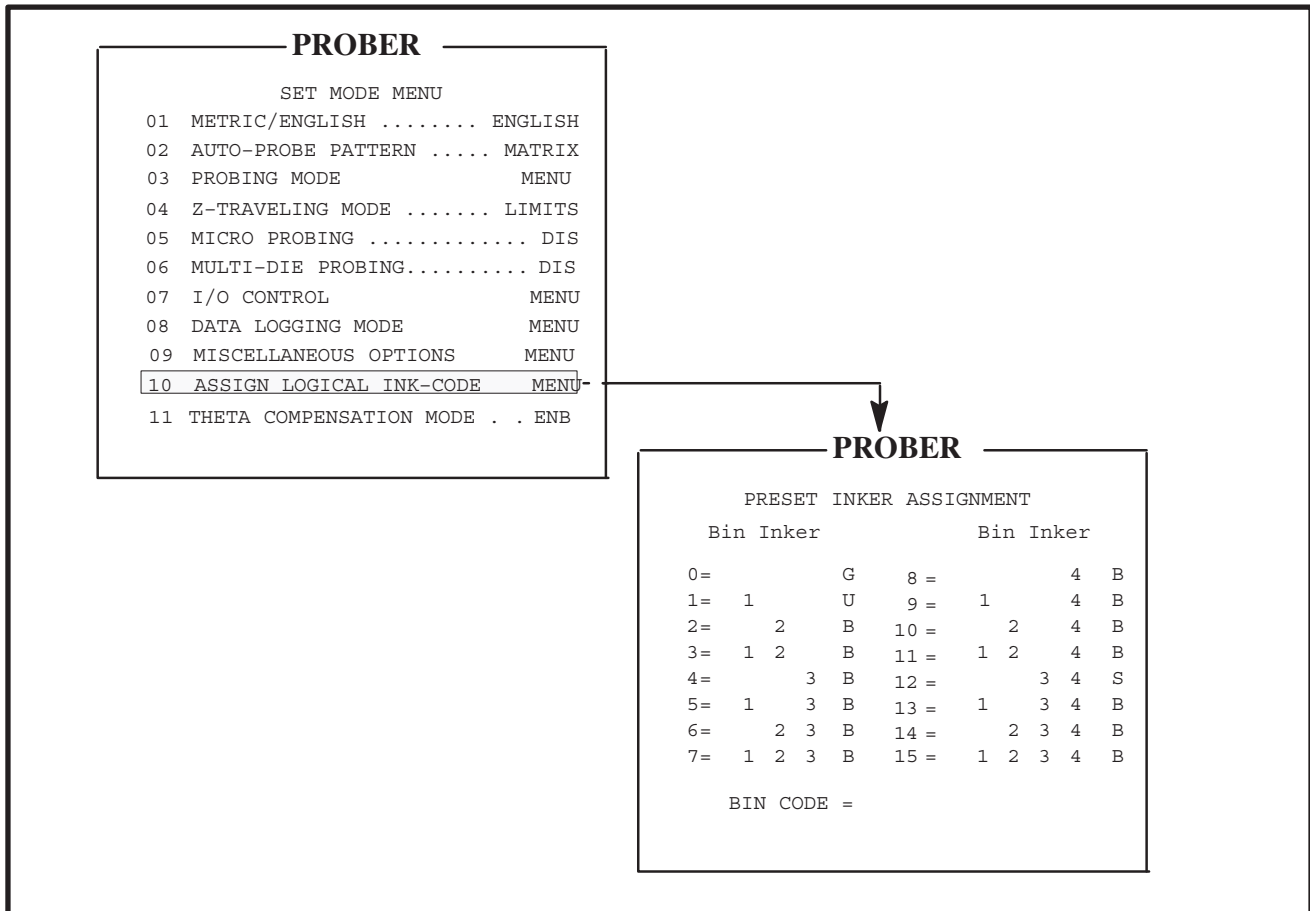 PROBER
SET MODE MENU
01 METRIC/ENGLISH ........ ENGLISH
02 AUTO-PROBE PATTERN ..... MATRIX
03 PROBING MODE MENU
04 Z-TRAVELING MODE ....... LIMITS
05 MICRO PROBING ............. DIS
06 MULTI-DIE PROBING.......... DIS
07 I/O CONTROL MENU
08 DATA LOGGING MODE MENU
09 MISCELLANEOUS OPTIONS MENU
10 ASSIGN LOGICAL INK-CODE MENU
11 THETA COMPENSATION MODE . . ENB
PROBER
PRESET INKER ASSIGNMENT
Bin Inker Bin Inker
0= G 8 = 4 B
1= 1 U 9 = 1 4 B
2= 2 B 10 = 2 4 B
3= 1 2 B 11 = 1 2 4 B
4= 3 B 12 = 3 4 S
5= 1 3 B 13 = 1 3 4 B
6= 2 3 B 14 = 2 3 4 B
7= 1 2 3 B 15 = 1 2 3 4 B
BIN CODE =